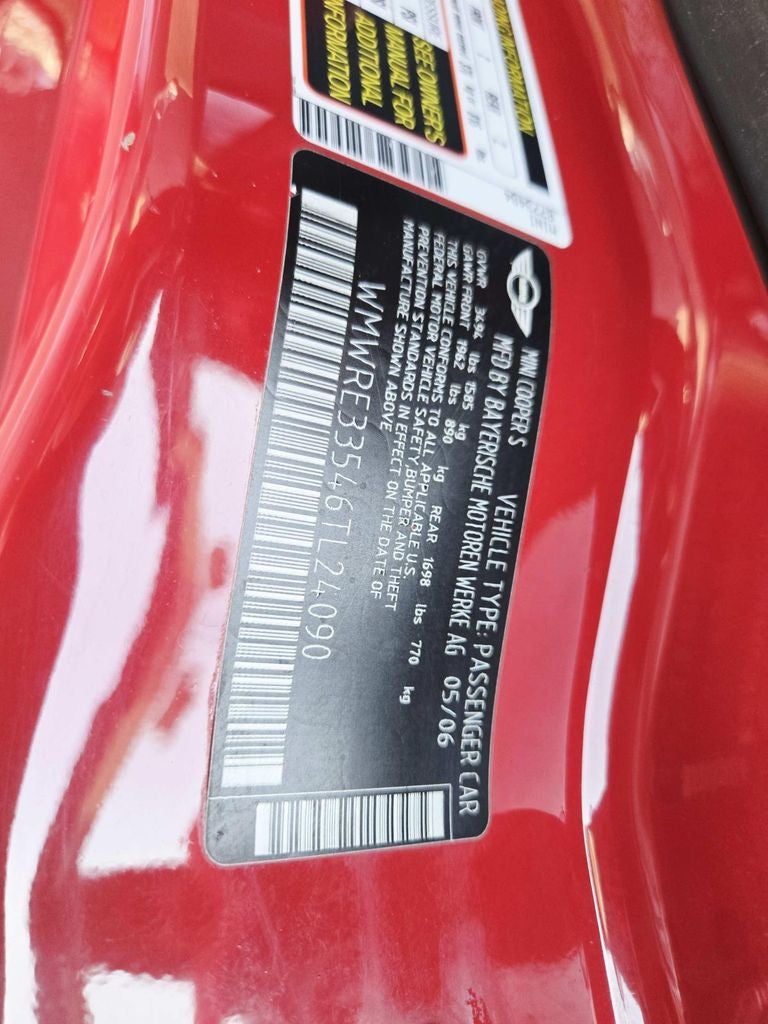 SEE OWNER'S
MANUAL FOR
ADDITIONAL
INFORMATION
MINI
MINI COOPER S VEHICLE TYPE: PASSENGER CAR
MFD BY BAYERISCHE MOTOREN WERKE AG 05/06
GVWR 3494 lbs 1585 kg
GAWR FRONT 1962 lbs 890 kg REAR 1698 lbs 770 kg
THIS VEHICLE CONFORMS TO ALL APPLICABLE U.S.
FEDERAL MOTOR VEHICLE SAFETY,BUMPER AND THEFT
PREVENTION STANDARDS IN EFFECT ON THE DATE OF
MANUFACTURE SHOWN ABOVE
WMWRE33546TL24090